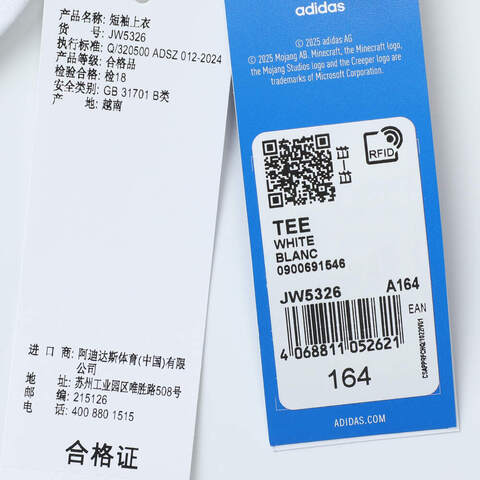 产品名称: 短袖上衣
货 号: JW5326
执行标准: Q/320500 ADSZ 012-2024
产品等级: 合格品
检验合格: 检18
安全类别: GB 31701 B类
产 地: 越南
进 口 商: 阿迪达斯体育(中国)有限
公司
地 址: 苏州工业园区唯胜路508号
邮 编: 215126
电 话: 400 880 1515
合格证
adidas
© 2025 adidas AG
© 2025 Mojang AB. Minecraft, the Minecraft logo,
the Mojang Studios logo and the Creeper logo are
trademarks of Microsoft Corporation.
RFID
TEE
WHITE
BLANC
0900691546
JW5326 A164
EAN
4 068811 052621
164
ADIDAS.COM